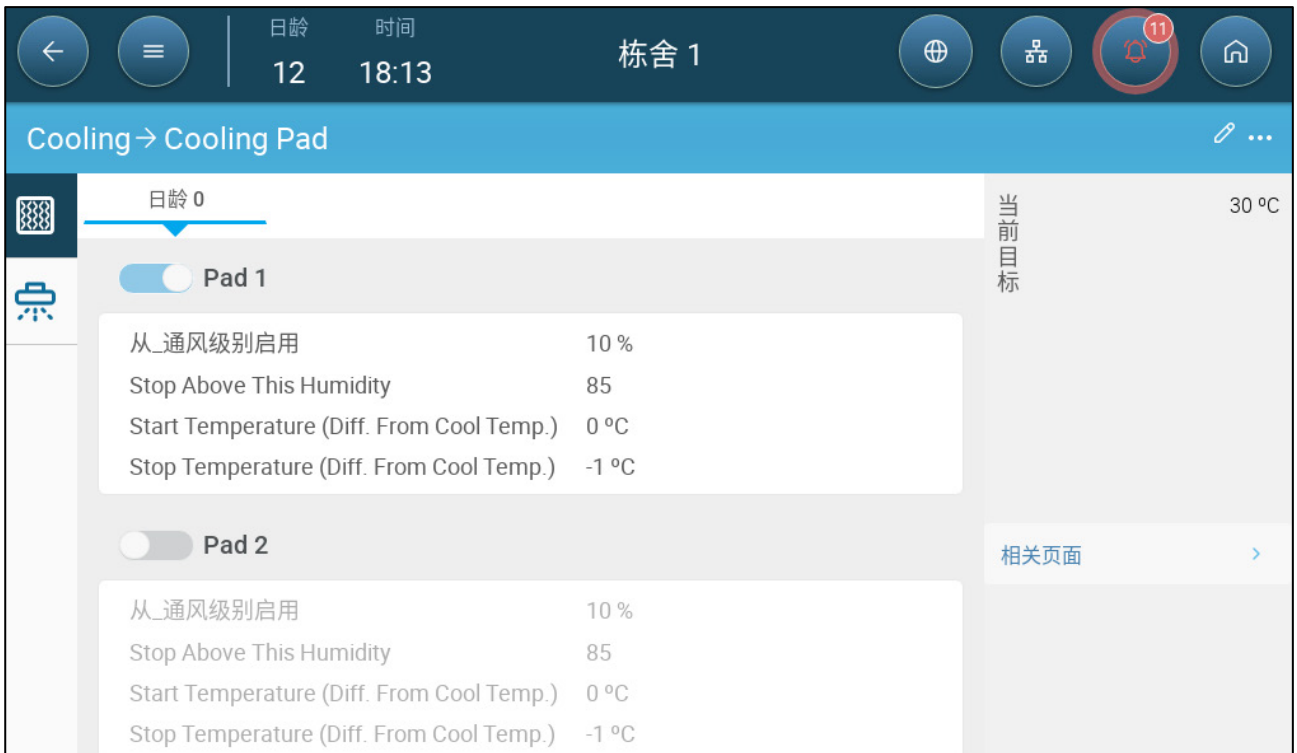 日龄 时间
12 18:13
栋舍 1
11
Cooling→Cooling Pad
日龄 0
Pad 1
从_通风级别启用 10 %
Stop Above This Humidity 85
Start Temperature (Diff. From Cool Temp.) 0 ºC
Stop Temperature (Diff. From Cool Temp.) -1 ºC
Pad 2
从_通风级别启用 10 %
Stop Above This Humidity 85
Start Temperature (Diff. From Cool Temp.) 0 ºC
Stop Temperature (Diff. From Cool Temp.) -1 ºC
当前目标 30 ºC
相关页面